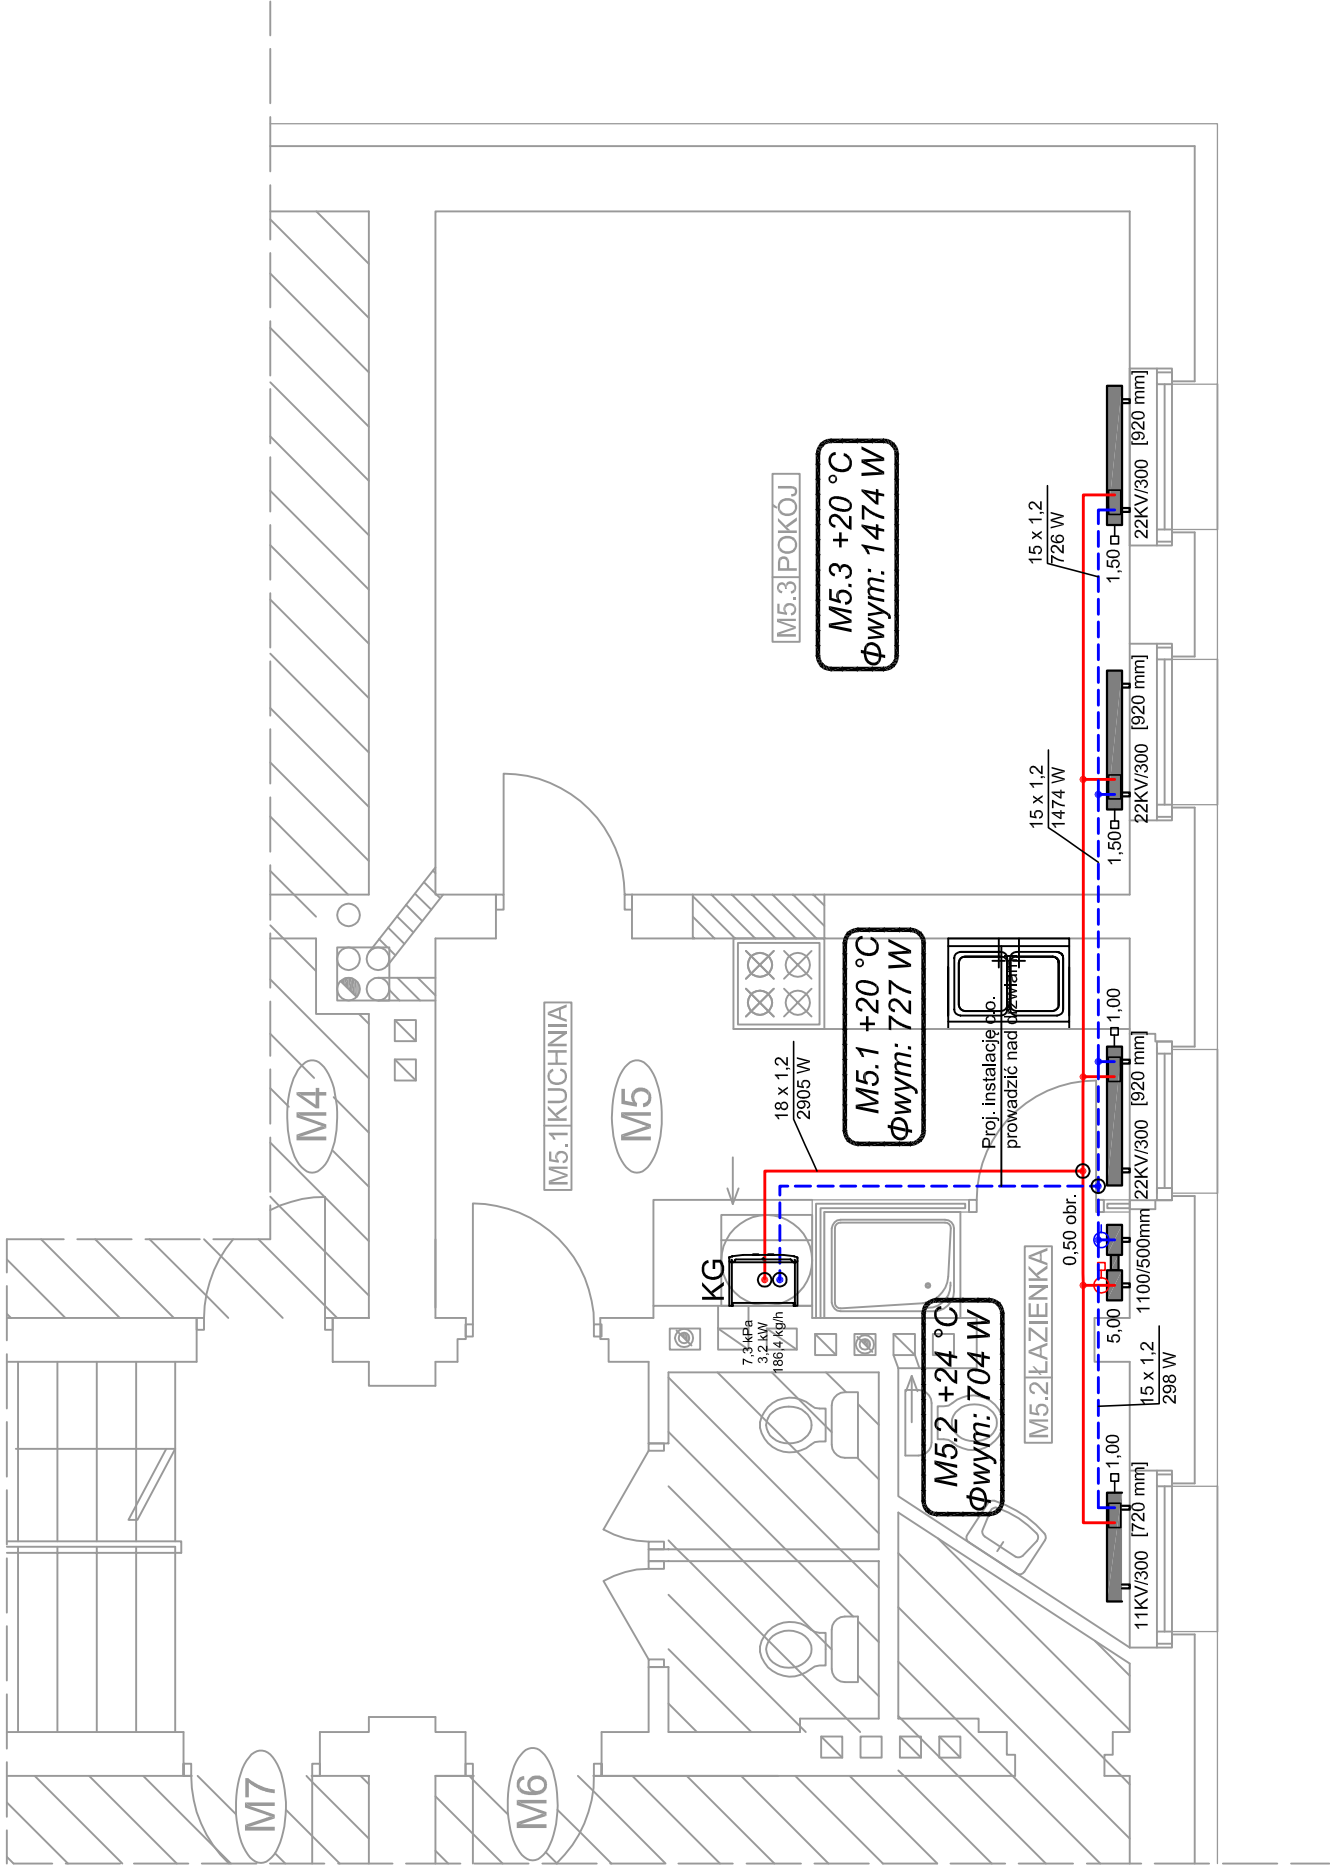 M5.3 POKÓJ
M5.3 +20 °C
Φwym: 1474 W
15 x 1,2
726 W
1,50
22KV/300 [920 mm]
15 x 1,2
1474 W
1,50
22KV/300 [920 mm]
M4
M5.1 KUCHNIA
M5
18 x 1,2
2905 W
M5.1 +20 °C
Φwym: 727 W
Proj. instalację c.o.
prowadzić nad drzwiami
1,00
22KV/300 [920 mm]
KG
7,3 kPa
3,2 kW
186,4 kg/h
0,50 obr.
M5.2 ŁAZIENKA
M5.2 +24 °C
Φwym: 704 W
5,00
1100/500mm
15 x 1,2
298 W
1,00
11KV/300 [720 mm]
M7
M6